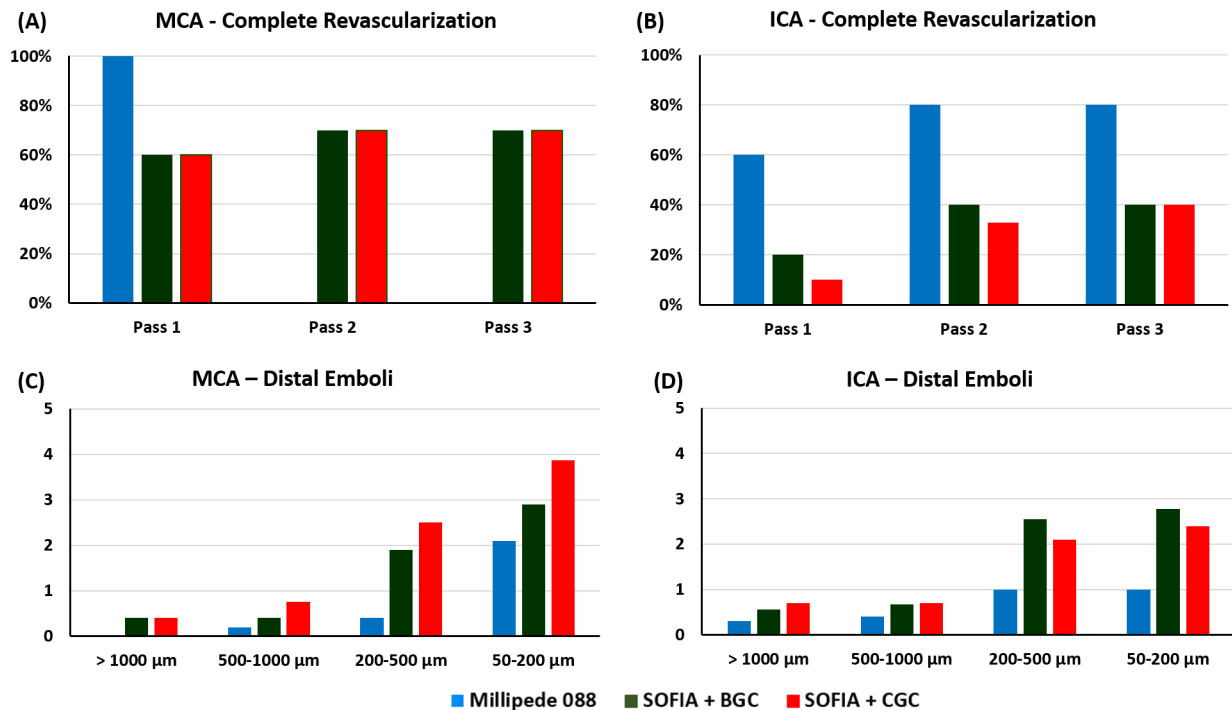 (A) MCA - Complete Revascularization
100%
80%
60%
40%
20%
0%
Pass 1 Pass 2 Pass 3
(B) ICA - Complete Revascularization
100%
80%
60%
40%
20%
0%
Pass 1 Pass 2 Pass 3
(C) MCA – Distal Emboli
5
4
3
2
1
0
> 1000 µm 500-1000 µm 200-500 µm 50-200 µm
(D) ICA – Distal Emboli
5
4
3
2
1
0
> 1000 µm 500-1000 µm 200-500 µm 50-200 µm
Millipede 088 SOFIA + BGC SOFIA + CGC